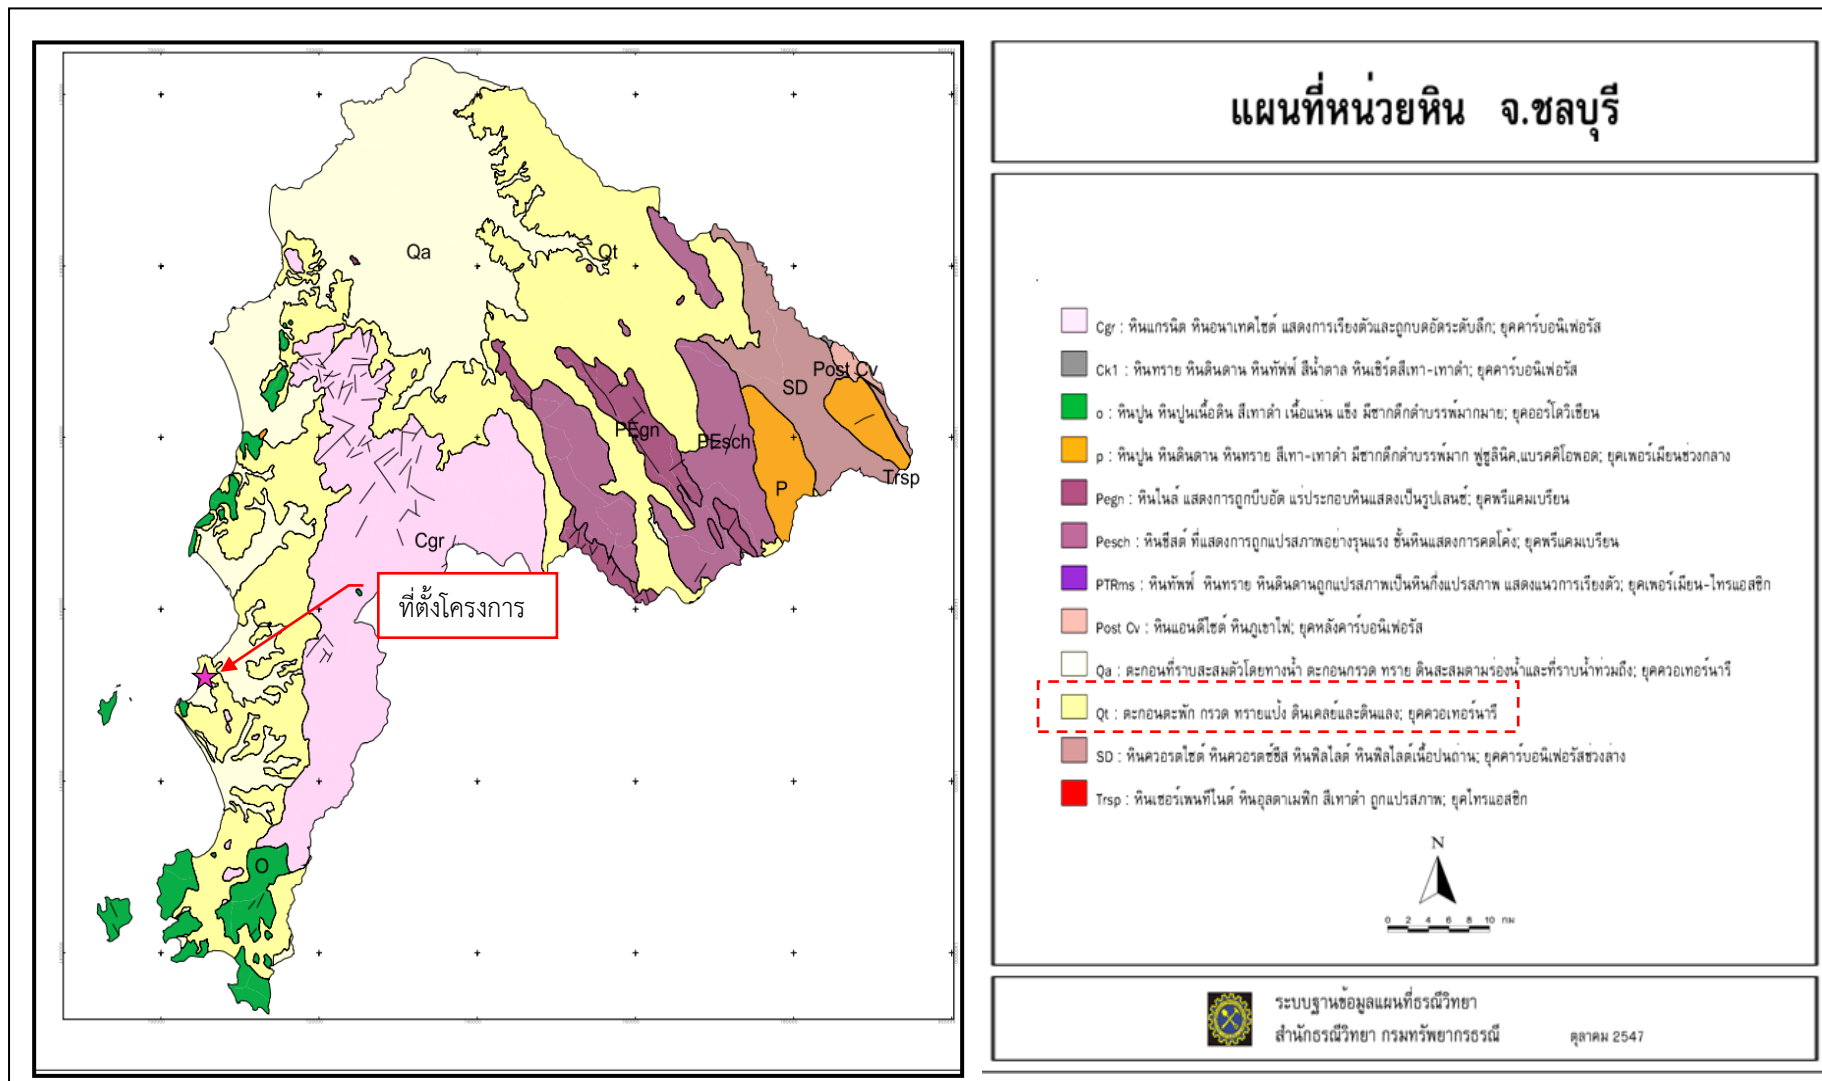 แผนที่หน่วยหิน จ.ชลบุรี
Qa
Qt
SD
Post Cv
PEgn
PEsch
P
Trsp
Cgr
ที่ตั้งโครงการ
O
Cgr : หินแกรนิต หินอนาเทคไซต์ แสดงการเรียงตัวและถูกบดอัดระดับลึก; ยุคคาร์บอนิเฟอรัส
Ck1 : หินทราย หินดินดาน หินทัฟฟ์ สีน้ำตาล หินเชิร์ตสีเทา-เทาดำ; ยุคคาร์บอนิเฟอรัส
o : หินปูน หินปูนเนื้อดิน สีเทาดำ เนื้อแน่น แข็ง มีซากดึกดำบรรพ์มากมาย; ยุคออร์โดวิเชียน
p : หินปูน หินดินดาน หินทราย สีเทา-เทาดำ มีซากดึกดำบรรพ์มาก ฟูซูลินิค,แบรคคิโอพอด; ยุคเพอร์เมียนช่วงกลาง
Pegn : หินไนส์ แสดงการถูกบีบอัด แร่ประกอบหินแสดงเป็นรูปเลนซ์; ยุคพรีแคมเบรียน
Pesch : หินชีสต์ ที่แสดงการถูกแปรสภาพอย่างรุนแรง ชั้นหินแสดงการคดโค้ง; ยุคพรีแคมเบรียน
PTRms : หินทัฟฟ์ หินทราย หินดินดานถูกแปรสภาพเป็นหินกึ่งแปรสภาพ แสดงแนวการเรียงตัว; ยุคเพอร์เมียน-ไทรแอสซิก
Post Cv : หินแอนดีไซต์ หินภูเขาไฟ; ยุคหลังคาร์บอนิเฟอรัส
Qa : ตะกอนที่ราบสะสมตัวโดยทางน้ำ ตะกอนกรวด ทราย ดินสะสมตามร่องน้ำและที่ราบน้ำท่วมถึง; ยุคควอเทอร์นารี
Qt : ตะกอนตะพัก กรวด ทรายแป้ง ดินเคลย์และดินแลง; ยุคควอเทอร์นารี
SD : หินควอรตไซต์ หินควอรตซ์ชีส หินฟิลไลต์ หินฟิลไลต์เนื้อปนถ่าน; ยุคคาร์บอนิเฟอรัสช่วงล่าง
Trsp : หินเซอร์เพนทีไนต์ หินอุลตาเมฟิก สีเทาดำ ถูกแปรสภาพ; ยุคไทรแอสซิก
N
0 2 4 6 8 10 กม
ระบบฐานข้อมูลแผนที่ธรณีวิทยา
สำนักธรณีวิทยา กรมทรัพยากรธรณี ตุลาคม 2547